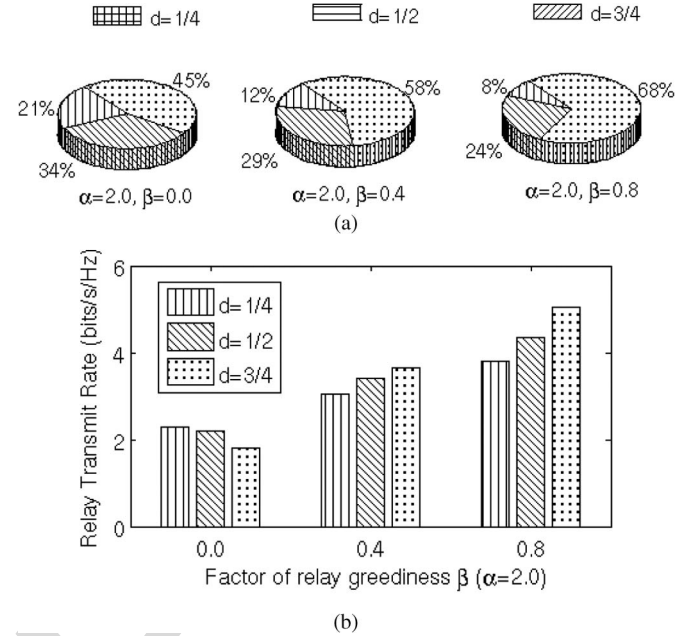 d=1/4 d=1/2 d=3/4
21% 45% 34%
12% 58% 29%
8% 68% 24%
α=2.0, β=0.0 α=2.0, β=0.4 α=2.0, β=0.8
(a)
Relay Transmit Rate (bits/s/Hz)
6
4
2
0
d= 1/4
d= 1/2
d= 3/4
0.0 0.4 0.8
Factor of relay greediness β (α=2.0)
(b)